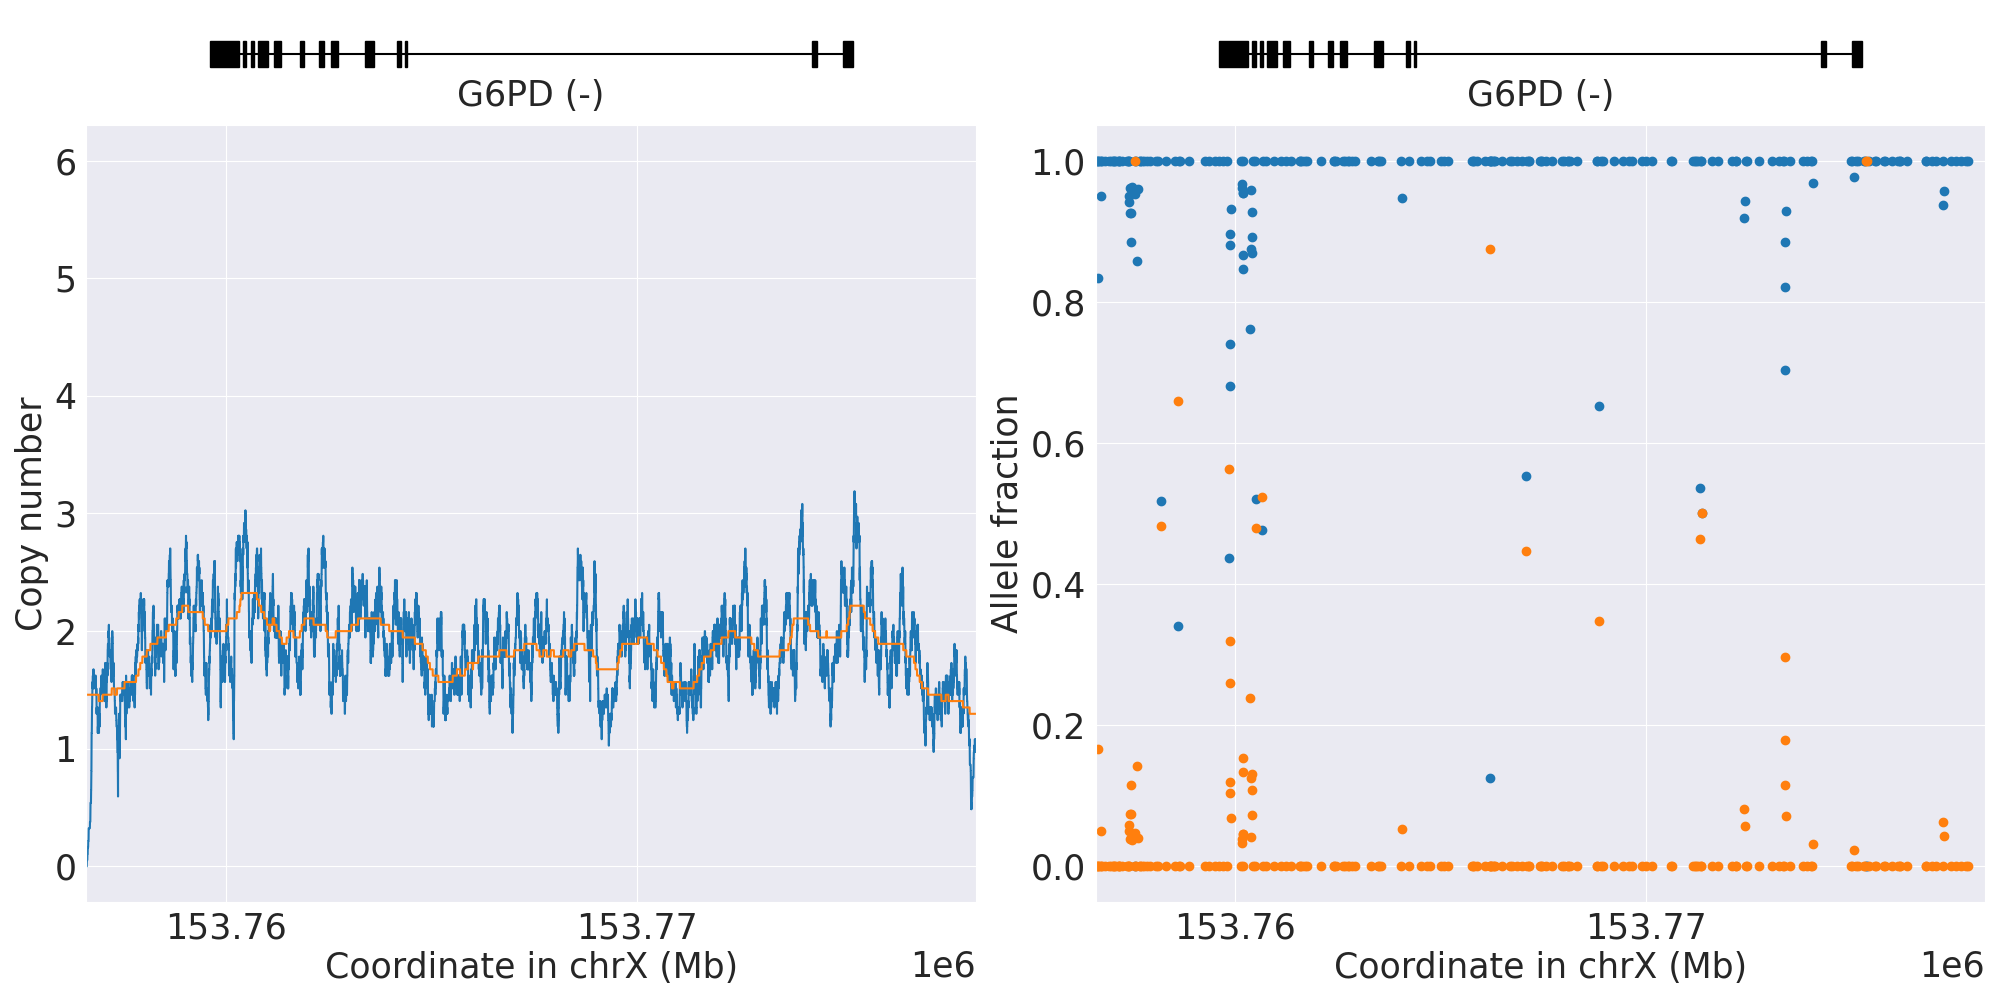 G6PD (-)
6
5
4
3
2
1
0
Copy number
153.76
153.77
Coordinate in chrX (Mb)
1e6
G6PD (-)
1.0
0.8
0.6
0.4
0.2
0.0
Allele fraction
153.76
153.77
Coordinate in chrX (Mb)
1e6